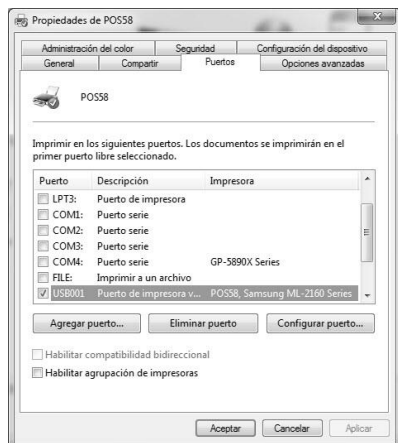 Propiedades de POS58
Administración del color Seguridad Configuración del dispositivo
General Compartir Puertos Opciones avanzadas
POS58
Imprimir en los siguientes puertos. Los documentos se imprimirán en el
primer puerto libre seleccionado.
Puerto Descripción Impresora
LPT3: Puerto de impresora
COM1: Puerto serie
COM2: Puerto serie
COM3: Puerto serie
COM4: Puerto serie GP-5890X Series
FILE: Imprimir a un archivo
USB001 Puerto de impresora v... POS58, Samsung ML-2160 Series
Agregar puerto... Eliminar puerto Configurar puerto...
Habilitar compatibilidad bidireccional
Habilitar agrupación de impresoras
Aceptar Cancelar Aplicar